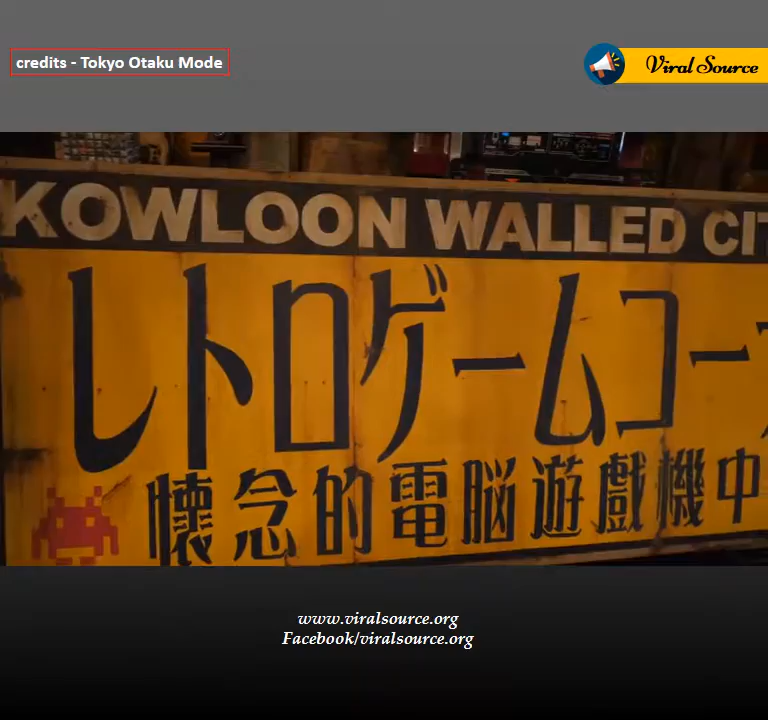 credits - Tokyo Otaku Mode
Viral Source
KOWLOON WALLED CIT
レトロゲームコー
懐念的電脳遊戲機中
www.viralsource.org
Facebook/viralsource.org